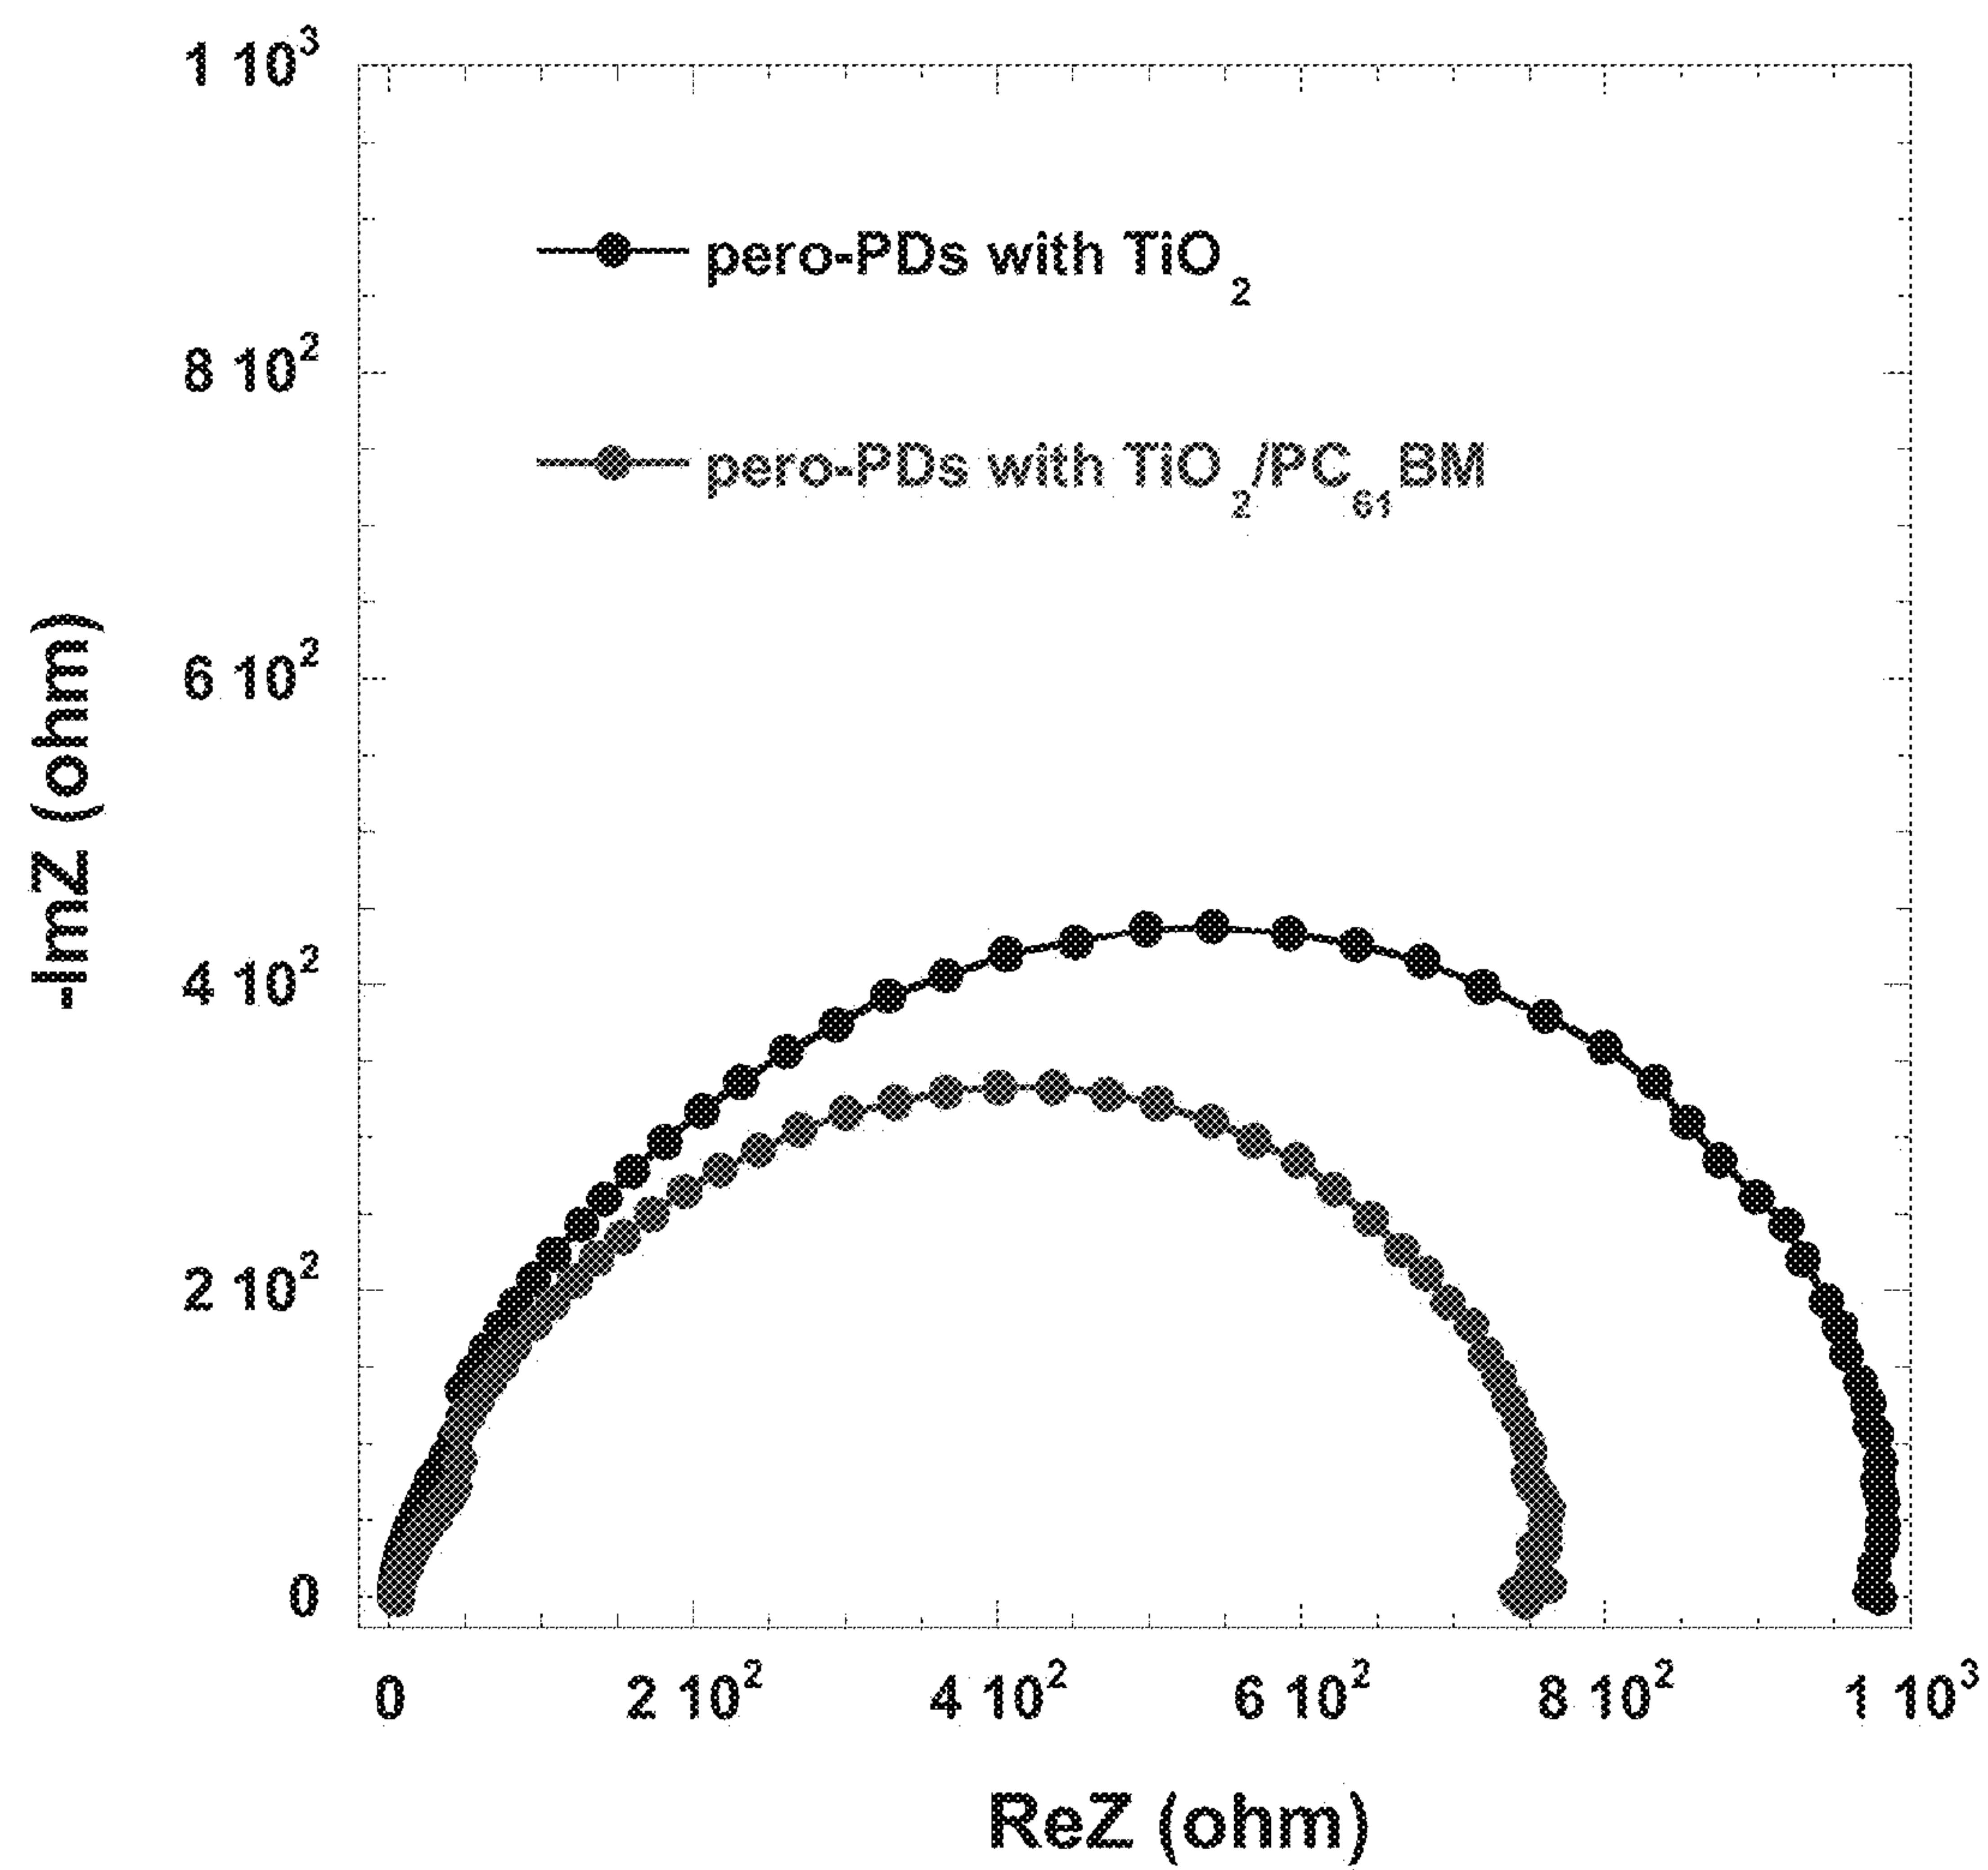 1 10³
8 10²
6 10²
4 10²
2 10²
0
-ImZ (ohm)
pero-PDs with TiO₂
pero-PDs with TiO₂/PC₆₁BM
0 2 10² 4 10² 6 10² 8 10² 1 10³
ReZ (ohm)